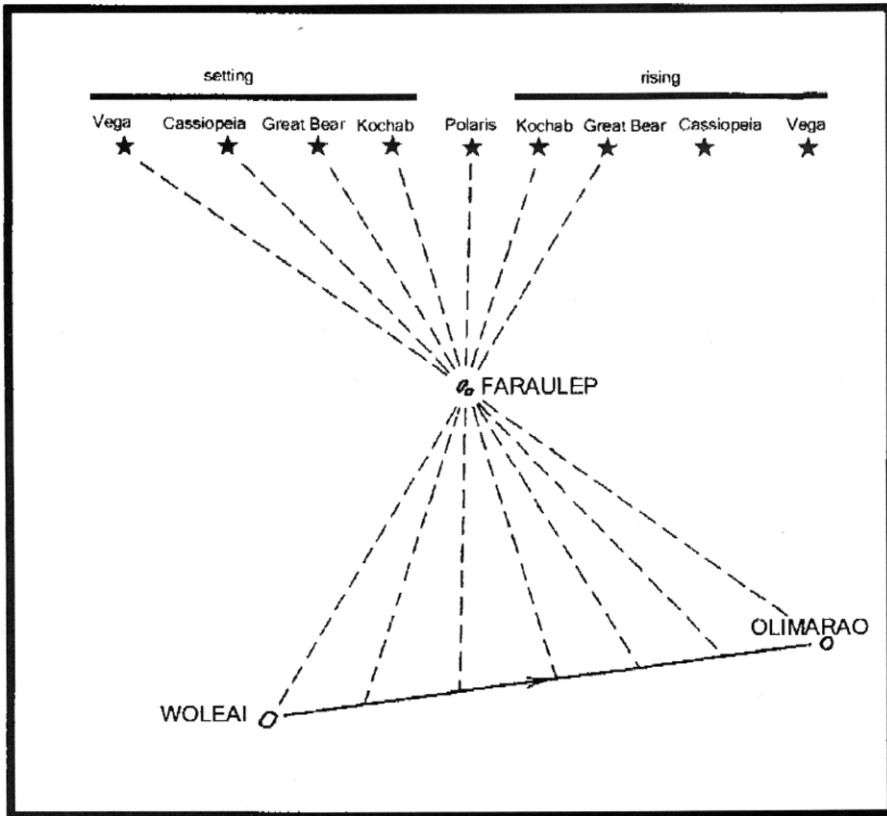 setting rising
Vega Cassiopeia Great Bear Kochab Polaris Kochab Great Bear Cassiopeia Vega
FARAULEP
OLIMARAO
WOLEAI